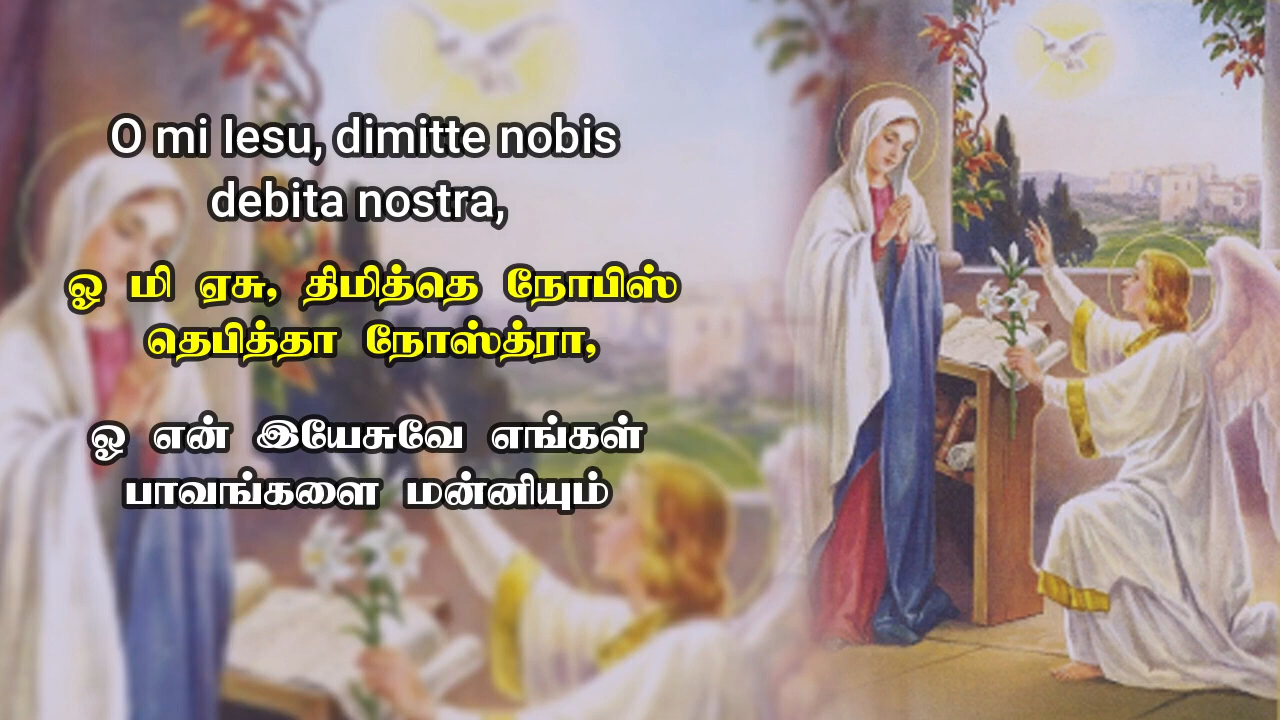 O mi Iesu, dimitte nobis
debita nostra,
ஓ மி ஏசு, திமித்தெ நோபிஸ்
தெபித்தா நோஸ்த்ரா,
ஓ என் இயேசுவே எங்கள்
பாவங்களை மன்னியும்